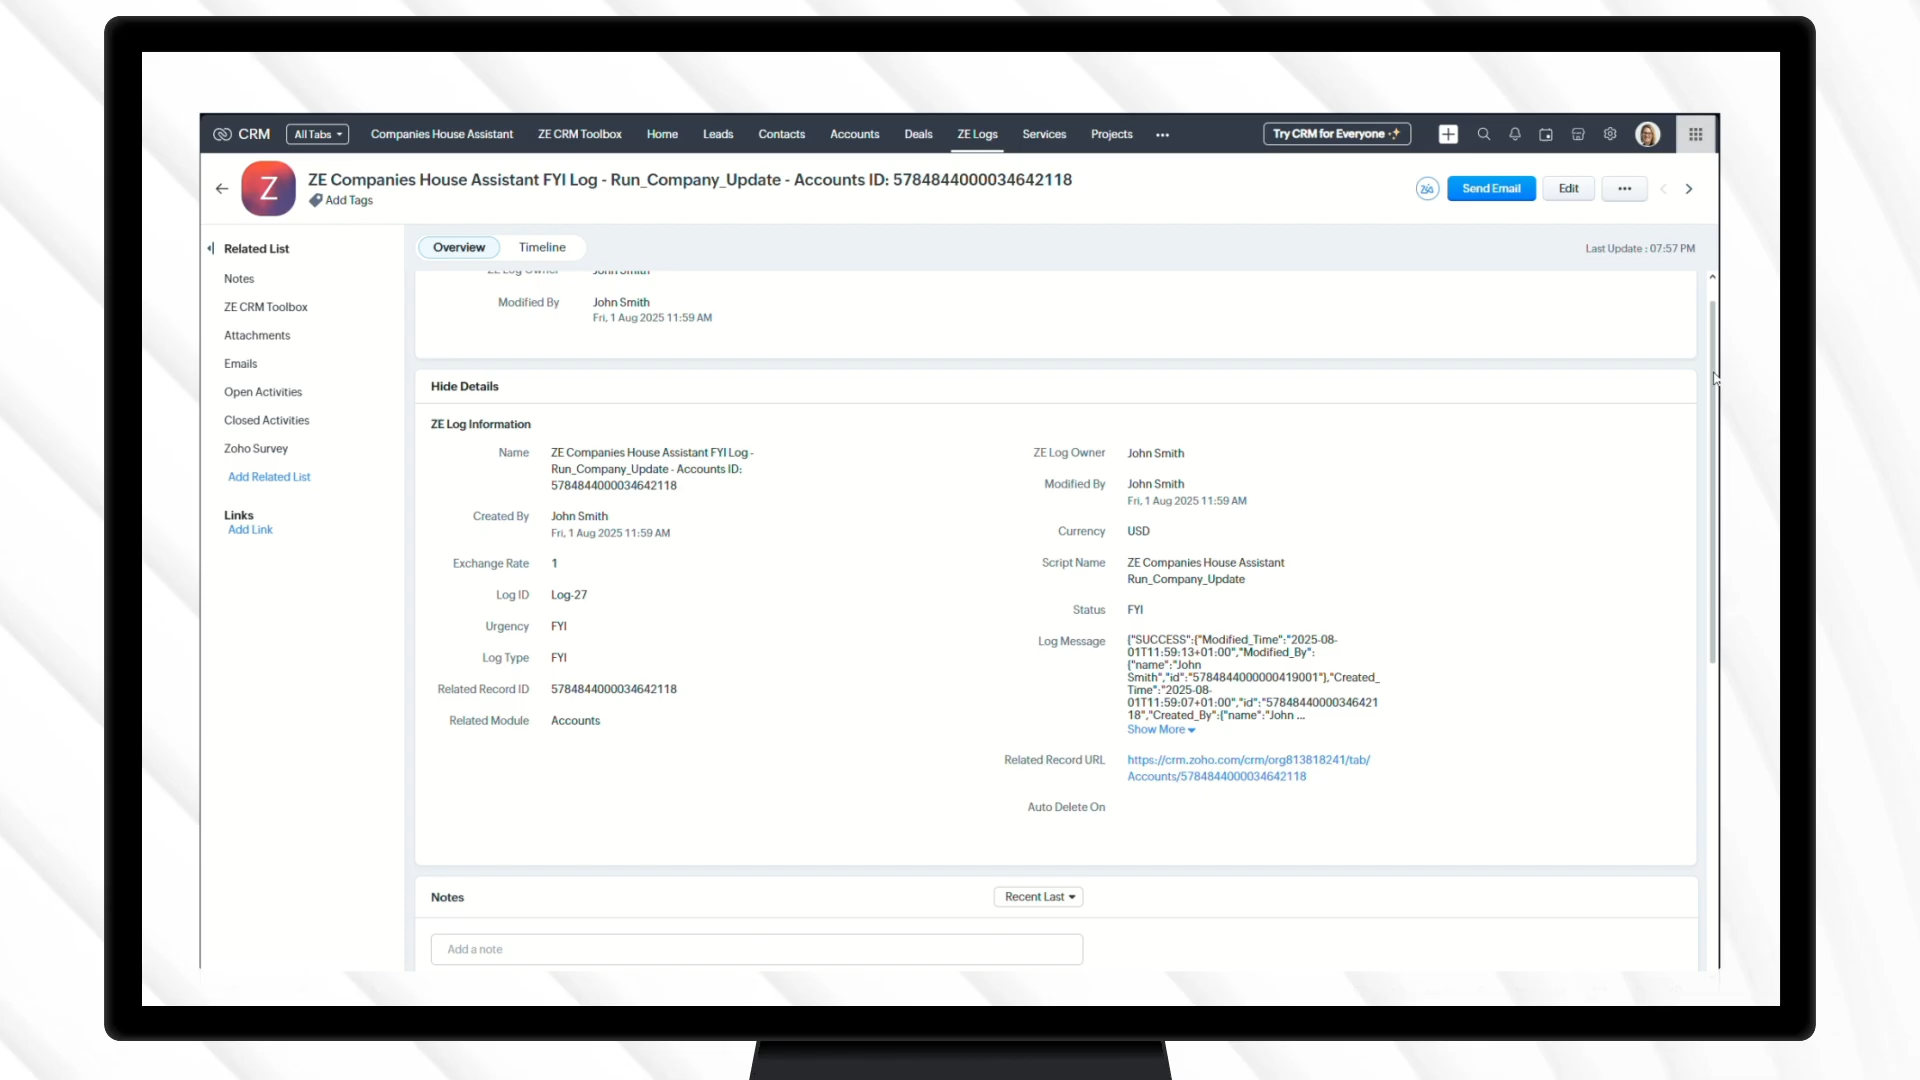 CRM
All Tabs
Companies House Assistant
ZE CRM Toolbox
Home
Leads
Contacts
Accounts
Deals
ZE Logs
Services
Projects
Try CRM for Everyone
Z
ZE Companies House Assistant FYI Log - Run_Company_Update - Accounts ID: 5784844000034642118
Add Tags
Send Email
Edit
Related List
Notes
ZE CRM Toolbox
Attachments
Emails
Open Activities
Closed Activities
Zoho Survey
Add Related List
Links
Add Link
Overview
Timeline
Last Update : 07:57 PM
ZE Log Owner
John Smith
Modified By
John Smith
Fri, 1 Aug 2025 11:59 AM
Hide Details
ZE Log Information
Name
ZE Companies House Assistant FYI Log -
Run_Company_Update - Accounts ID:
5784844000034642118
Created By
John Smith
Fri, 1 Aug 2025 11:59 AM
Exchange Rate
1
Log ID
Log-27
Urgency
FYI
Log Type
FYI
Related Record ID
5784844000034642118
Related Module
Accounts
ZE Log Owner
John Smith
Modified By
John Smith
Fri, 1 Aug 2025 11:59 AM
Currency
USD
Script Name
ZE Companies House Assistant
Run_Company_Update
Status
FYI
Log Message
{"SUCCESS":{"Modified_Time":"2025-08-
01T11:59:13+01:00","Modified_By":
{"name":"John
Smith","id":"5784844000000419001"},"Created_
Time":"2025-08-
01T11:59:07+01:00","id":"57848440000346421
18","Created_By":{"name":"John ...
Show More
Related Record URL
https://crm.zoho.com/crm/org813818241/tab/
Accounts/5784844000034642118
Auto Delete On
Notes
Recent Last
Add a note